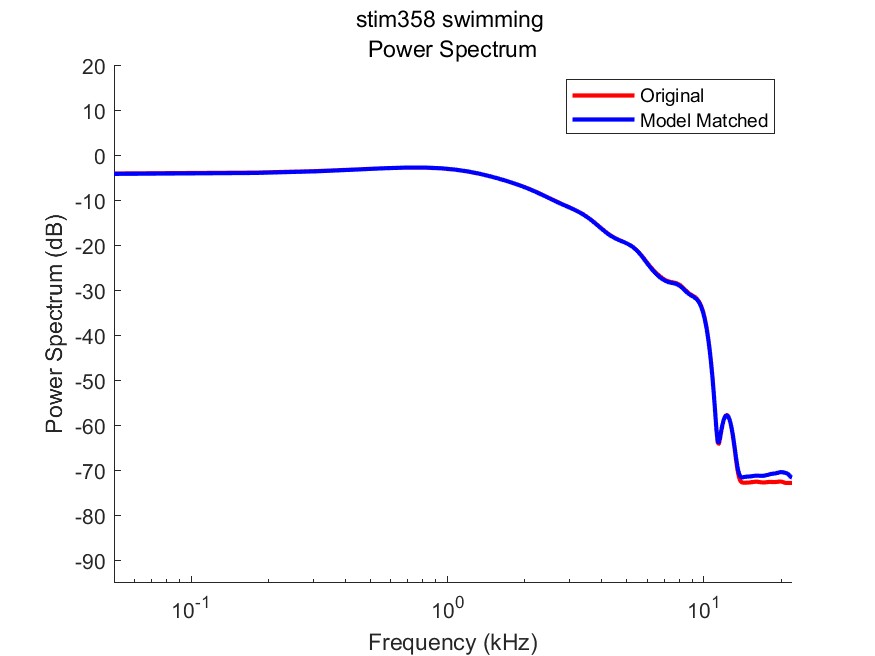 stim358 swimming
Power Spectrum
Original
Model Matched
20
10
0
-10
-20
-30
-40
-50
-60
-70
-80
-90
Power Spectrum (dB)
10^-1
10^0
10^1
Frequency (kHz)